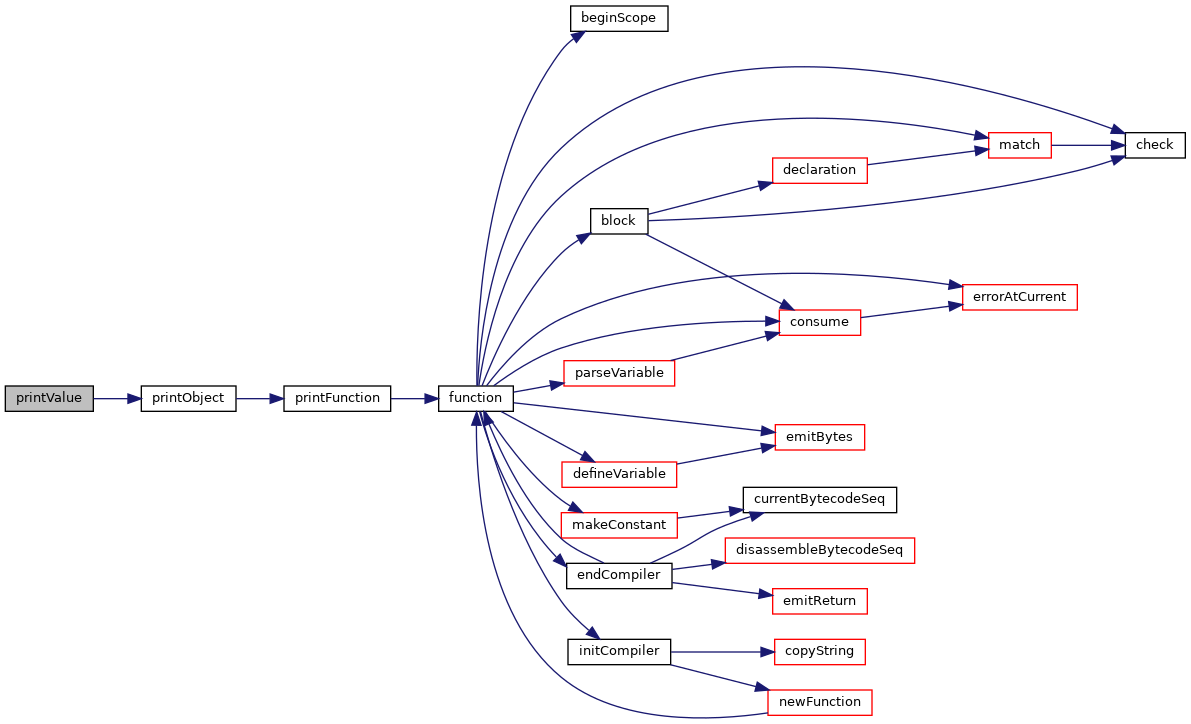 beginScope
match
check
declaration
block
errorAtCurrent
consume
parseVariable
printValue
printObject
printFunction
function
emitBytes
defineVariable
currentBytecodeSeq
makeConstant
disassembleBytecodeSeq
endCompiler
emitReturn
initCompiler
copyString
newFunction